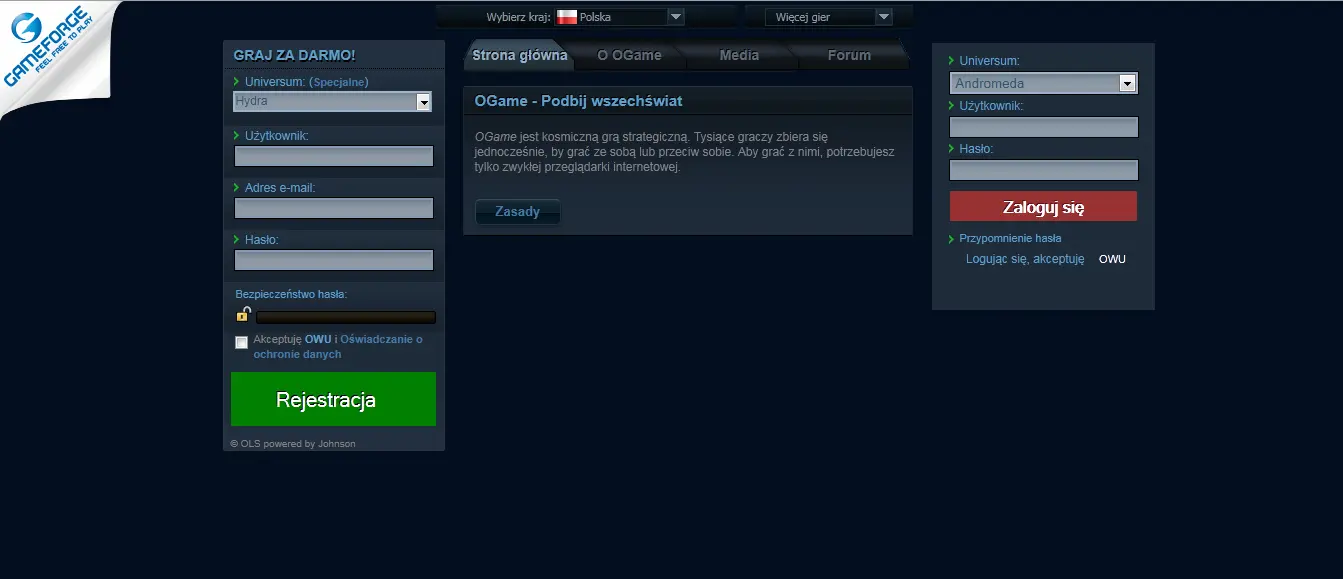 GAMEFORGE
FEEL FREE TO PLAY
Wybierz kraj: Polska
Więcej gier
GRAJ ZA DARMO!
Universum: (Specjalne)
Hydra
Użytkownik:
Adres e-mail:
Hasło:
Bezpieczeństwo hasła:
Akceptuję OWU i Oświadczanie o
ochronie danych
Rejestracja
© OLS powered by Johnson
Strona główna
O OGame
Media
Forum
OGame - Podbij wszechświat
OGame jest kosmiczną grą strategiczną. Tysiące graczy zbiera się
jednocześnie, by grać ze sobą lub przeciw sobie. Aby grać z nimi, potrzebujesz
tylko zwykłej przeglądarki internetowej.
Zasady
Universum:
Andromeda
Użytkownik:
Hasło:
Zaloguj się
Przypomnienie hasła
Logując się, akceptuję OWU